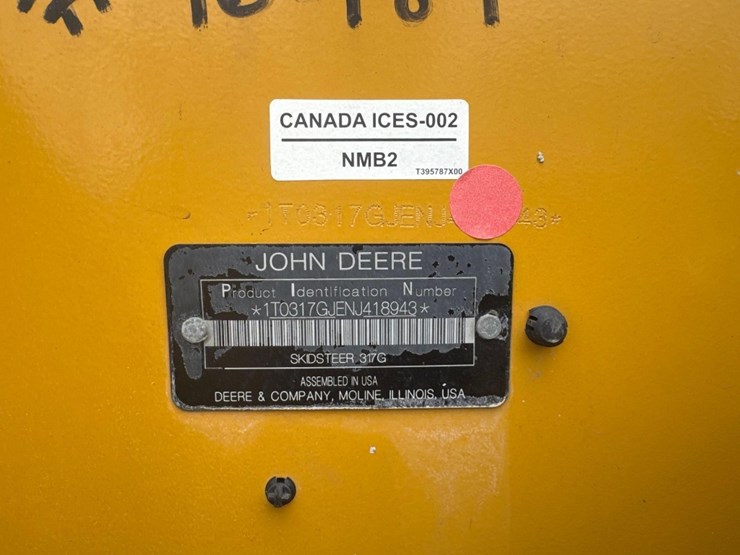 CANADA ICES-002
NMB2
T395787X00
*1T0317GJENJ4
JOHN DEERE
Product Identification Number
*1T0317GJENJ418943*
SKIDSTEER 317G
ASSEMBLED IN USA
DEERE & COMPANY, MOLINE, ILLINOIS, USA